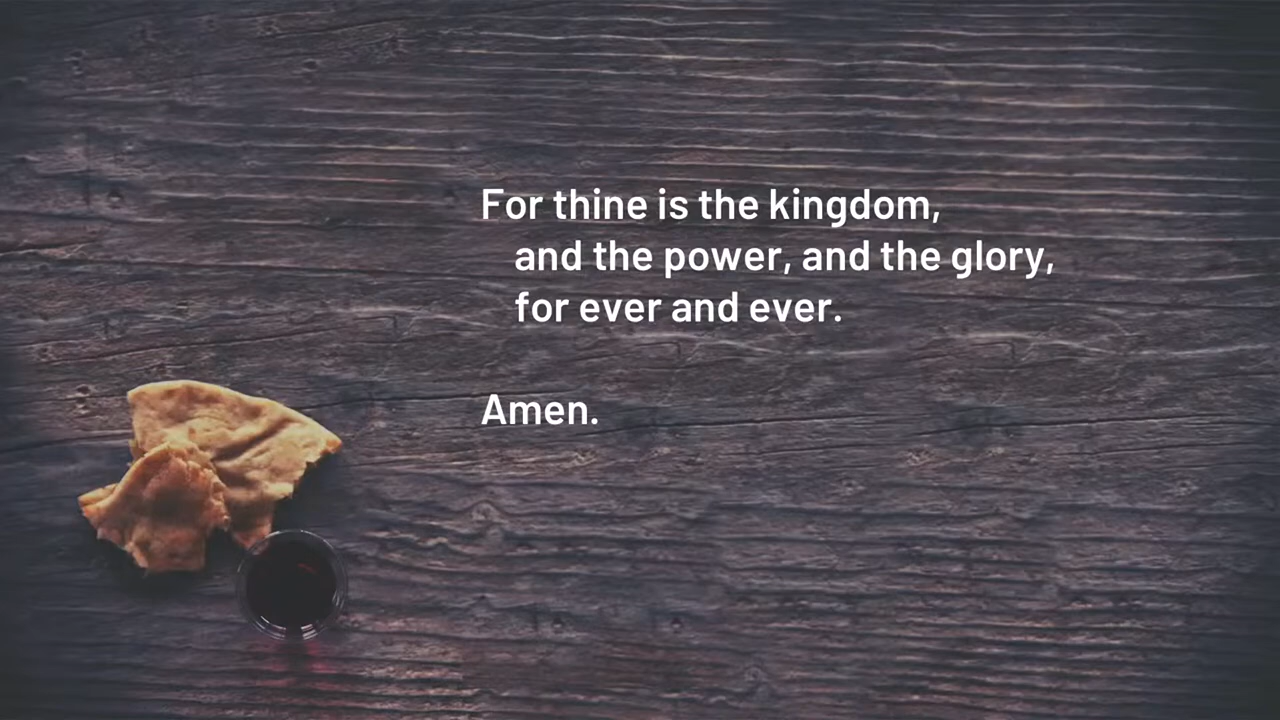 For thine is the kingdom,
and the power, and the glory,
for ever and ever.
Amen.